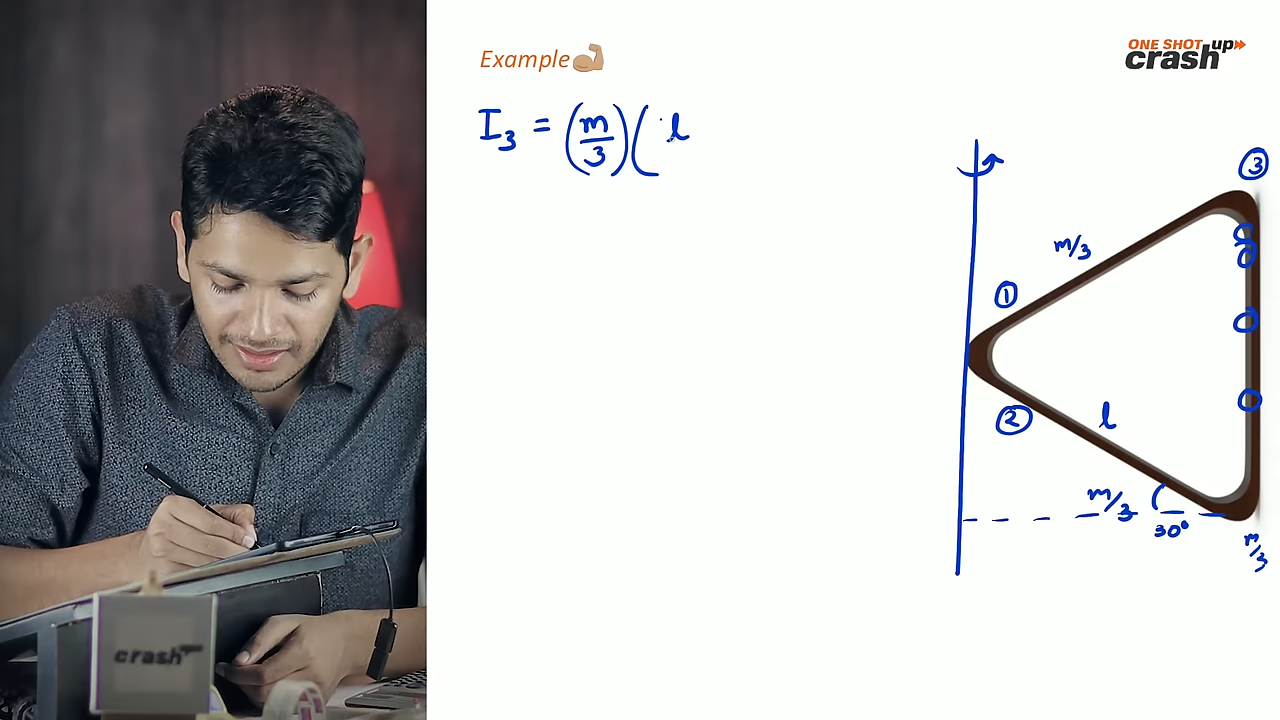 Example
ONE SHOT
crash up
I₃ = (m/3)( l
3
m/3
1
2
l
m/3
30°
m/3
crash